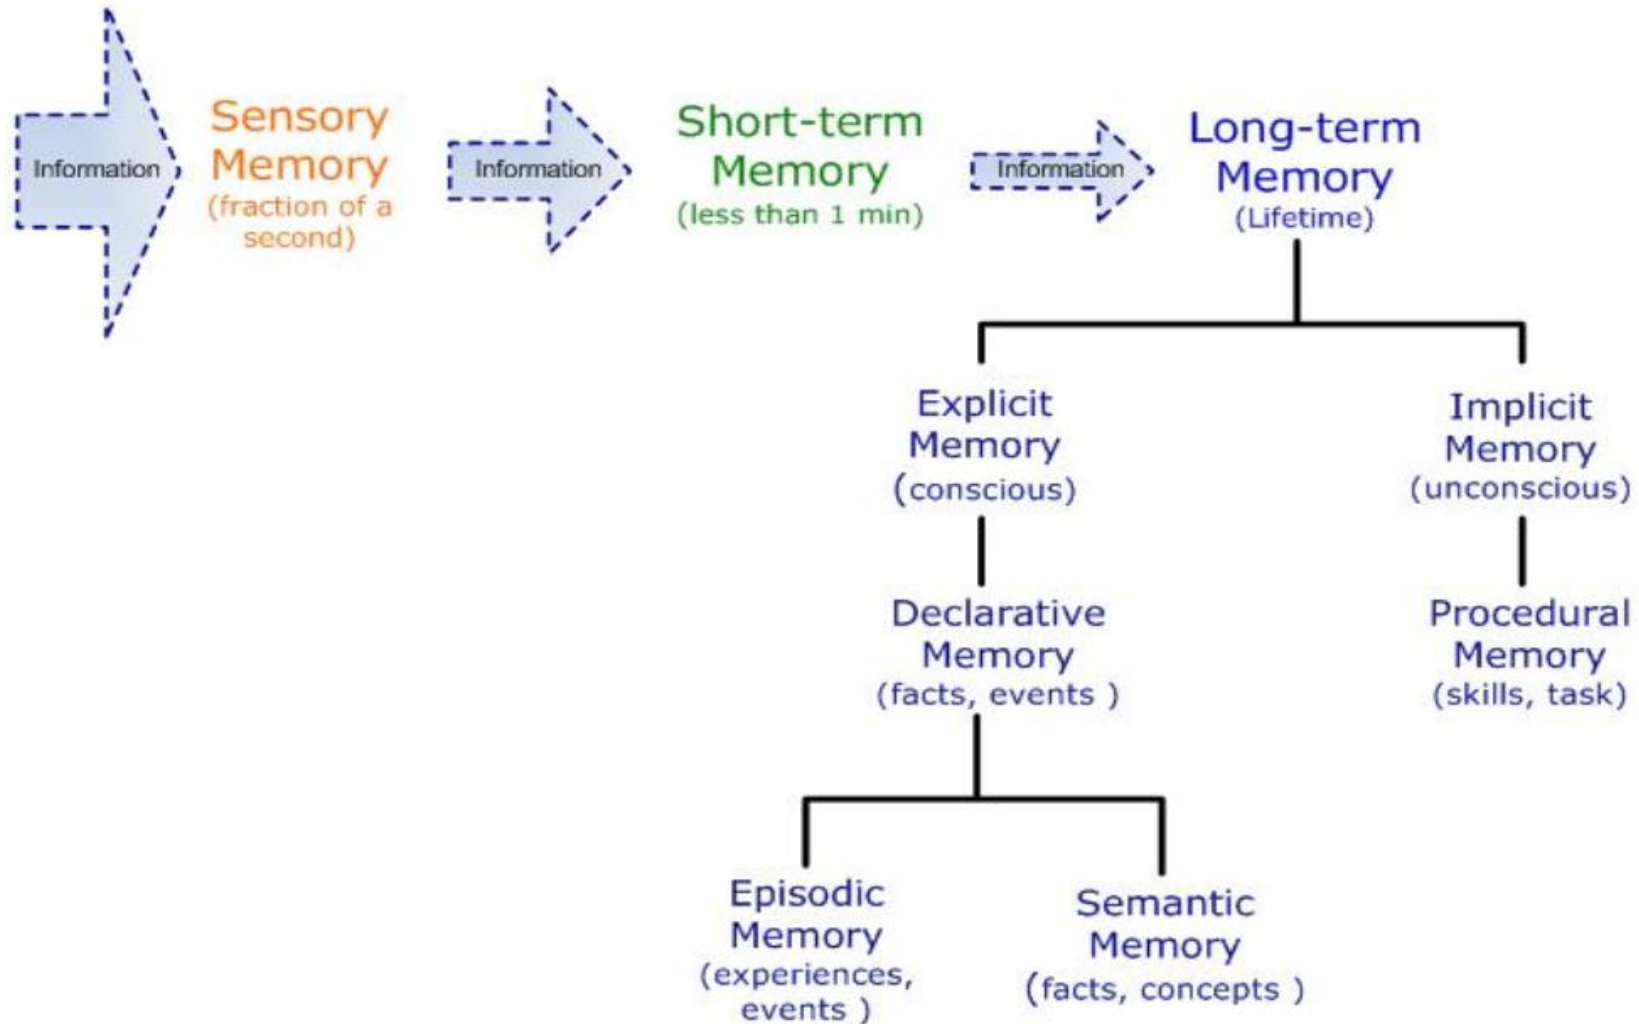 Information
Sensory
Memory
(fraction of a
second)
Information
Short-term
Memory
(less than 1 min)
Information
Long-term
Memory
(Lifetime)
Explicit
Memory
(conscious)
Implicit
Memory
(unconscious)
Declarative
Memory
(facts, events )
Procedural
Memory
(skills, task)
Episodic
Memory
(experiences,
events )
Semantic
Memory
(facts, concepts )